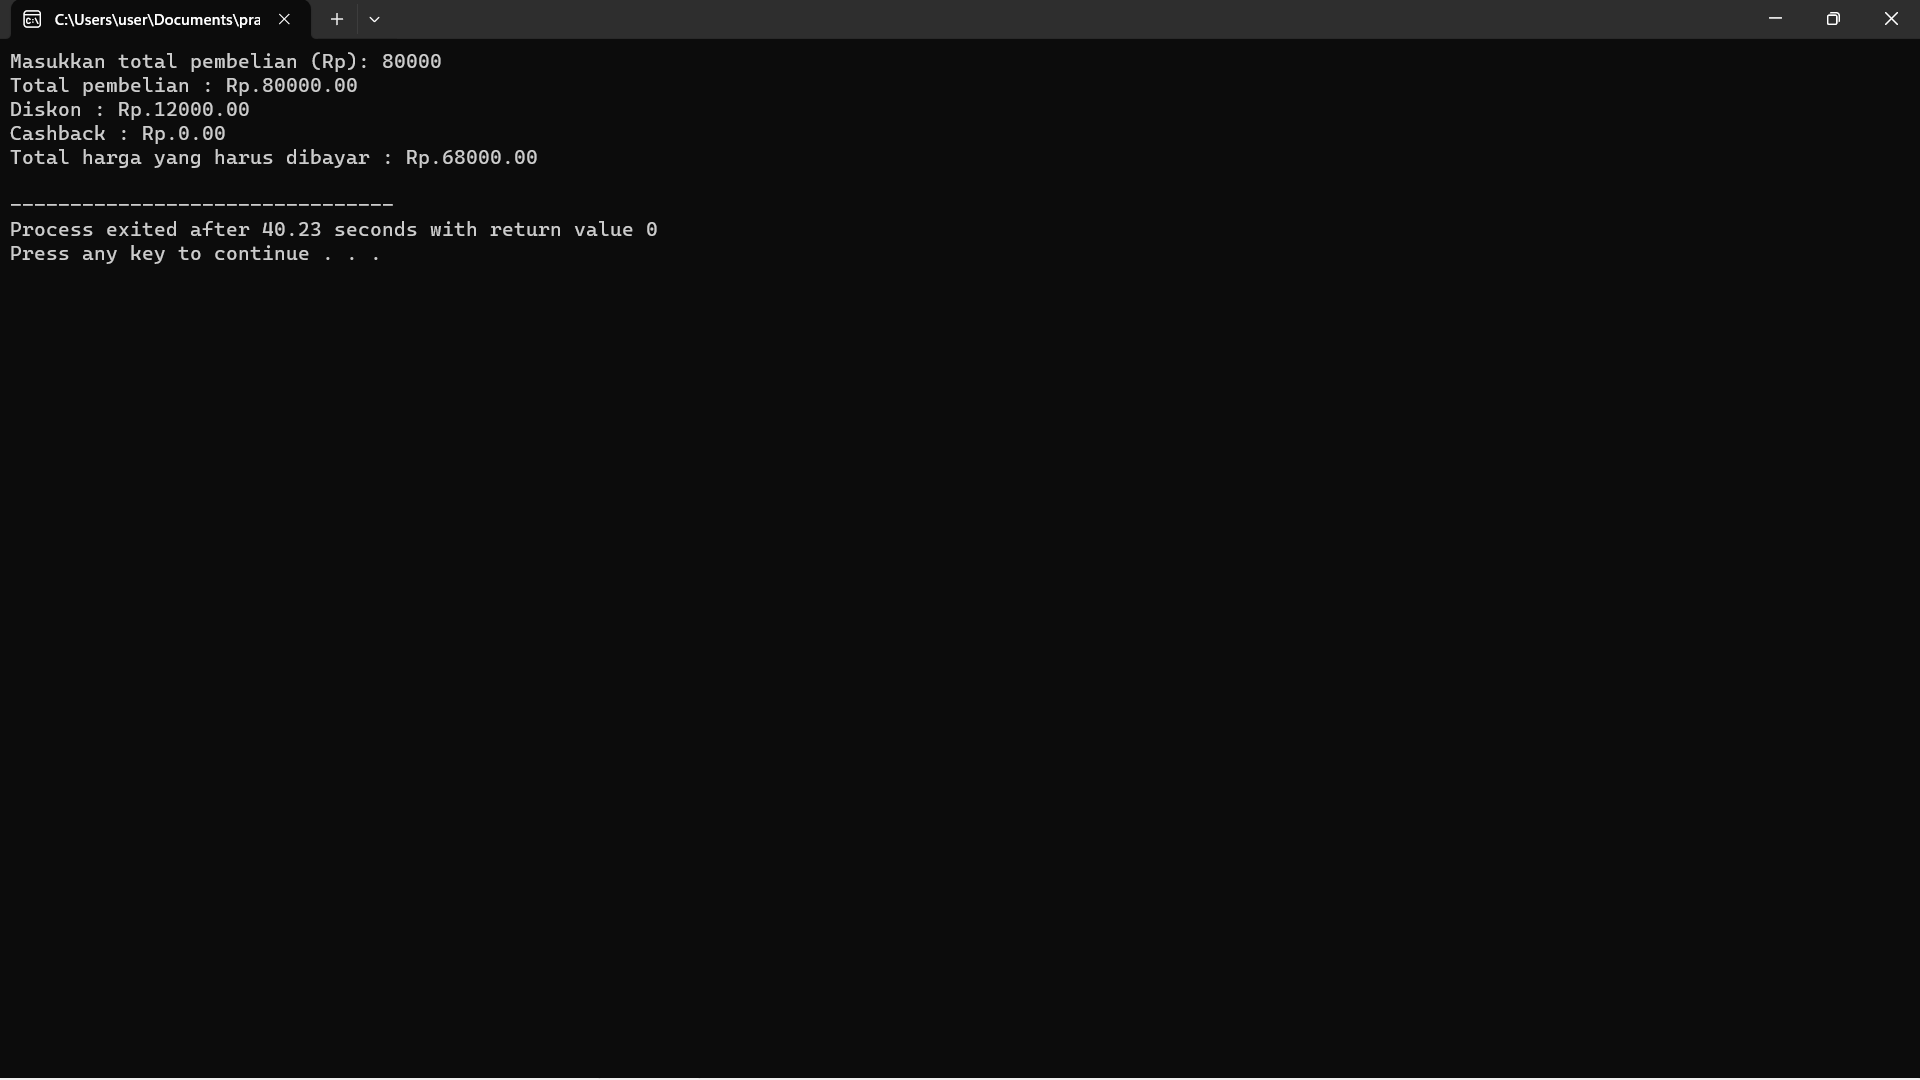 C:\Users\user\Documents\pra
Masukkan total pembelian (Rp): 80000
Total pembelian : Rp.80000.00
Diskon : Rp.12000.00
Cashback : Rp.0.00
Total harga yang harus dibayar : Rp.68000.00
--------------------------------
Process exited after 40.23 seconds with return value 0
Press any key to continue . . .